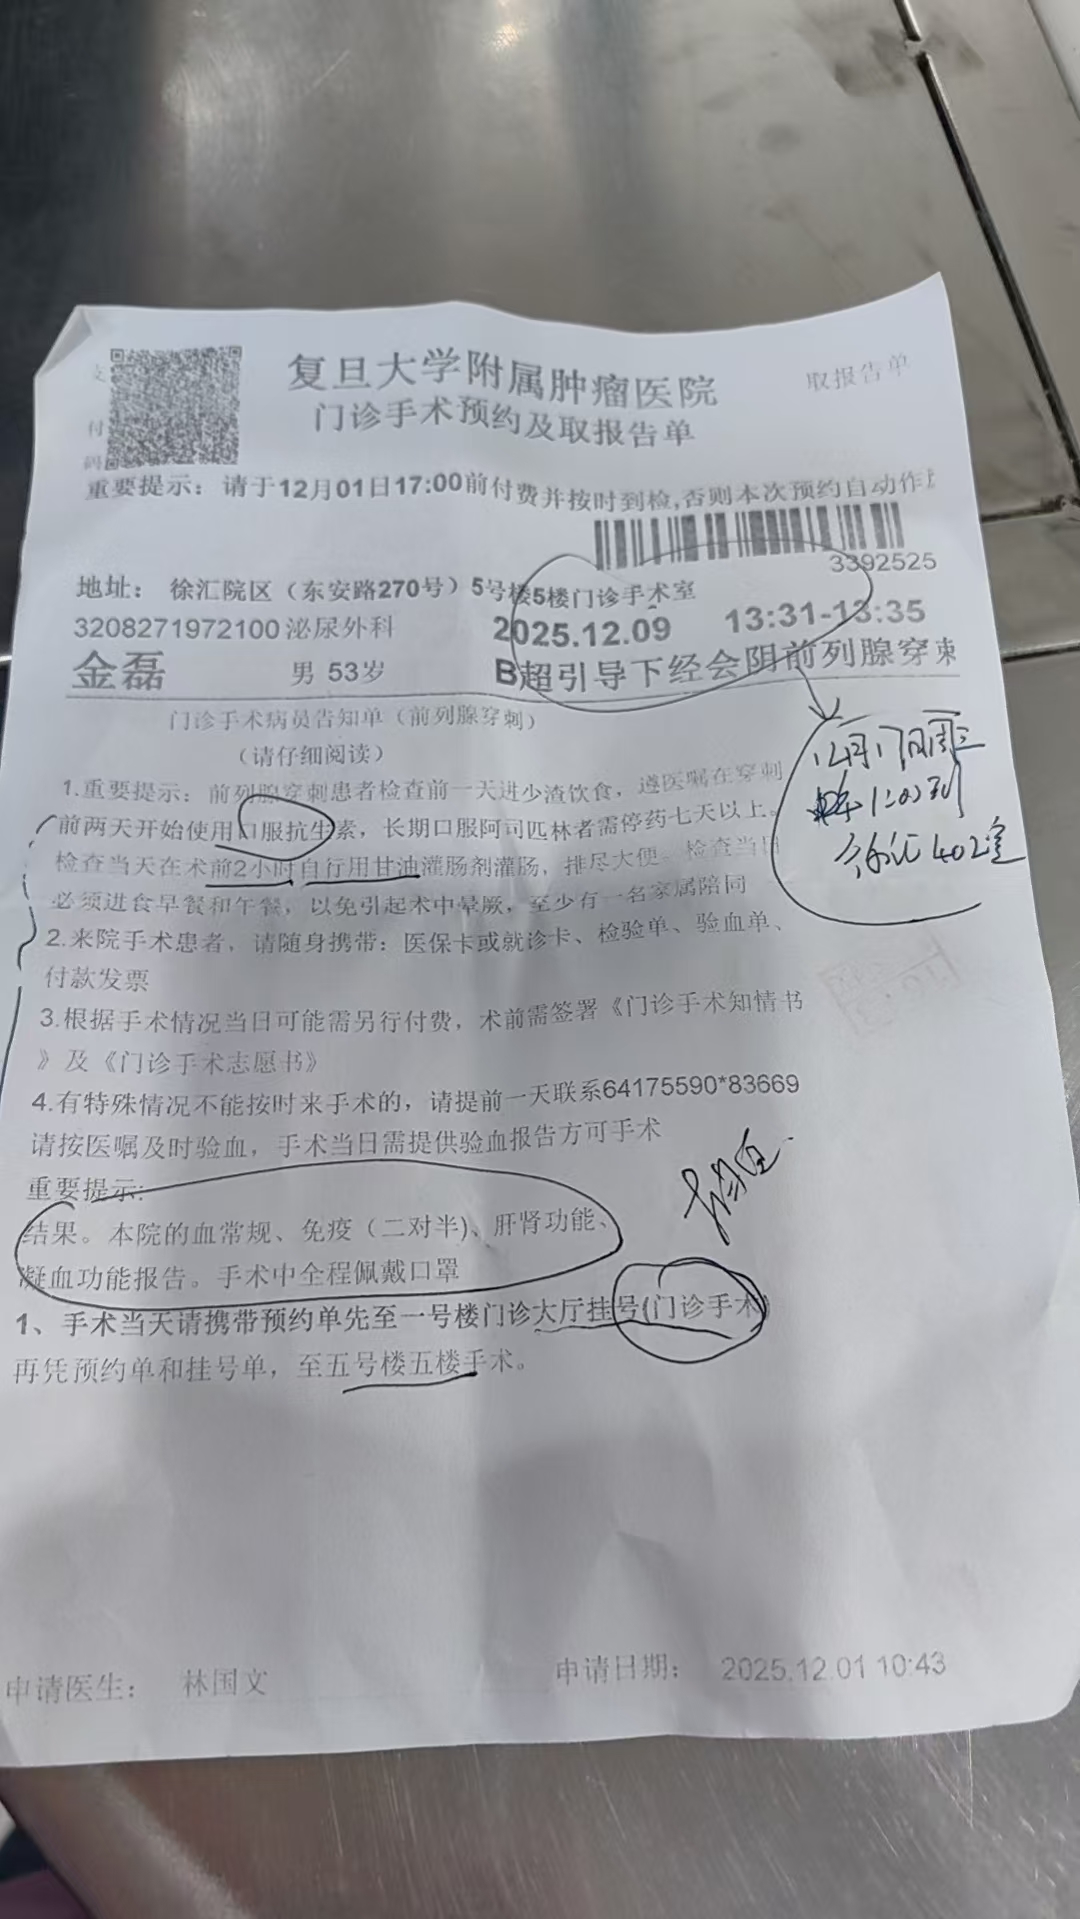 支
付
码
复旦大学附属肿瘤医院
取报告单
门诊手术预约及取报告单
重要提示：请于12月01日17:00前付费并按时到检,否则本次预约自动作
3392525
地址： 徐汇院区（东安路270号）5号楼5楼门诊手术室
3208271972100 泌尿外科 2025.12.09 13:31-13:35
金磊 男 53岁 B超引导下经会阴前列腺穿刺
门诊手术病员告知单（前列腺穿刺）
（请仔细阅读）
1.重要提示：前列腺穿刺患者检查前一天进少渣饮食，遵医嘱在穿刺
前两天开始使用口服抗生素，长期口服阿司匹林者需停药七天以上。
检查当天在术前2小时自行用甘油灌肠剂灌肠，排尽大便。检查当日
必须进食早餐和午餐，以免引起术中晕厥，至少有一名家属陪同
2.来院手术患者，请随身携带：医保卡或就诊卡、检验单、验血单、
付款发票
3.根据手术情况当日可能需另行付费，术前需签署《门诊手术知情书
》及《门诊手术志愿书》
4.有特殊情况不能按时来手术的，请提前一天联系64175590*83669
请按医嘱及时验血，手术当日需提供验血报告方可手术
重要提示:
结果。本院的血常规、免疫（二对半)、肝肾功能、
凝血功能报告。手术中全程佩戴口罩
1、手术当天请携带预约单先至一号楼门诊大厅挂号(门诊手术)
再凭预约单和挂号单，至五号楼五楼手术。
402室
申请医生： 林国文 申请日期： 2025.12.01 10:43